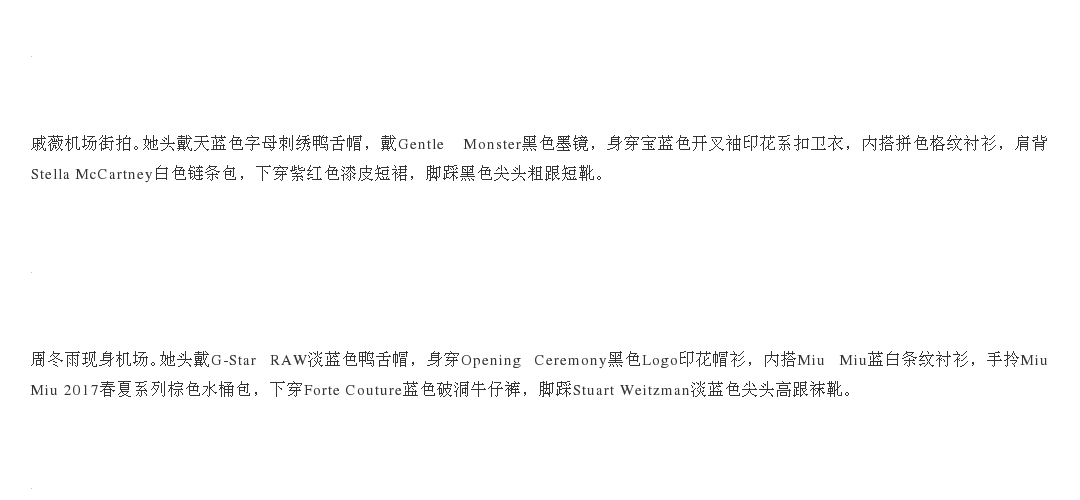 戚薇机场街拍。她头戴天蓝色字母刺绣鸭舌帽，戴Gentle Monster黑色墨镜，身穿宝蓝色开叉袖印花系扣卫衣，内搭拼色格纹衬衫，肩背
Stella McCartney白色链条包，下穿紫红色漆皮短裙，脚踩黑色尖头粗跟短靴。
周冬雨现身机场。她头戴G-Star RAW淡蓝色鸭舌帽，身穿Opening Ceremony黑色Logo印花帽衫，内搭Miu Miu蓝白条纹衬衫，手拎Miu
Miu 2017春夏系列棕色水桶包，下穿Forte Couture蓝色破洞牛仔裤，脚踩Stuart Weitzman淡蓝色尖头高跟袜靴。